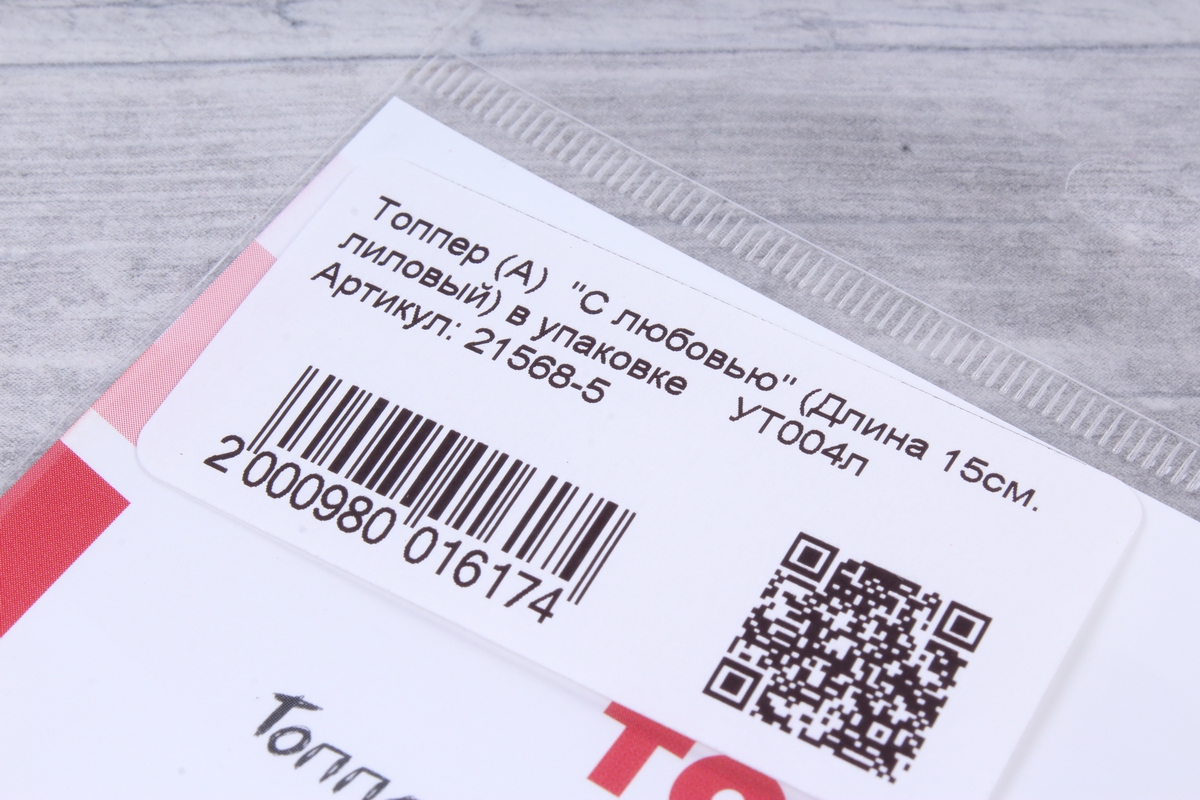 Топпер (А) "С любовью" (Длина 15см.
лиловый) в упаковке УТ004л
Артикул: 21568-5
2 000980 016174